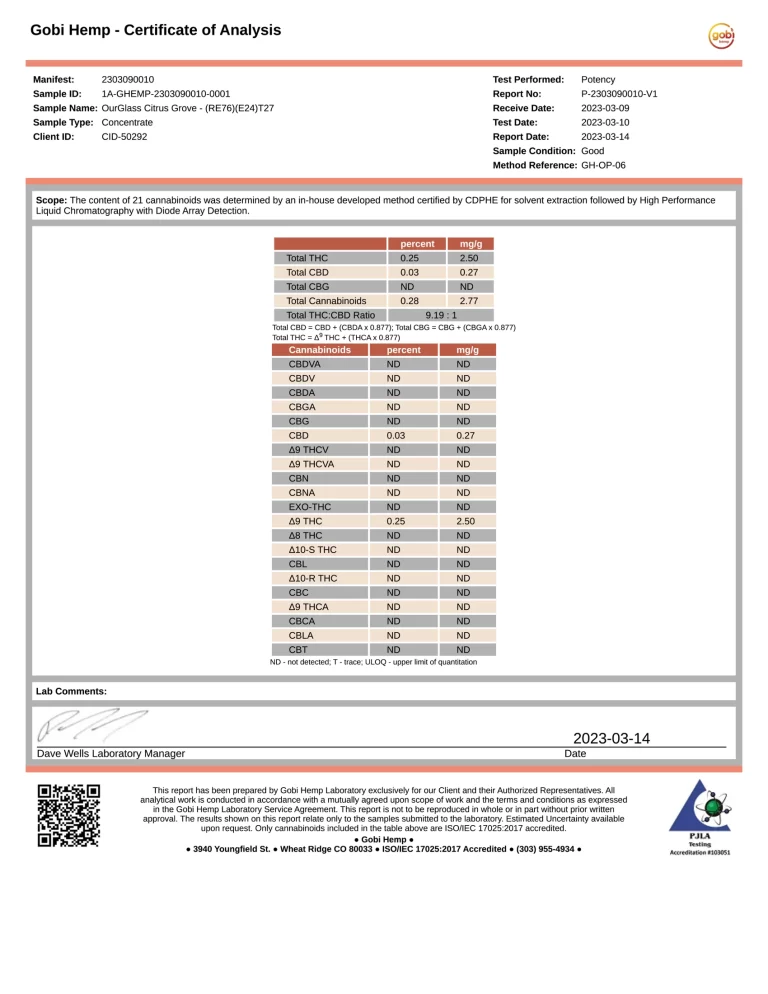 Gobi Hemp - Certificate of Analysis
gobi
hemp
Manifest: 2303090010
Sample ID: 1A-GHEMP-2303090010-0001
Sample Name: OurGlass Citrus Grove - (RE76)(E24)T27
Sample Type: Concentrate
Client ID: CID-50292
Test Performed: Potency
Report No: P-2303090010-V1
Receive Date: 2023-03-09
Test Date: 2023-03-10
Report Date: 2023-03-14
Sample Condition: Good
Method Reference: GH-OP-06
Scope: The content of 21 cannabinoids was determined by an in-house developed method certified by CDPHE for solvent extraction followed by High Performance
Liquid Chromatography with Diode Array Detection.
percent mg/g
Total THC 0.25 2.50
Total CBD 0.03 0.27
Total CBG ND ND
Total Cannabinoids 0.28 2.77
Total THC:CBD Ratio 9.19 : 1
Total CBD = CBD + (CBDA x 0.877); Total CBG = CBG + (CBGA x 0.877)
Total THC = Δ⁹ THC + (THCA x 0.877)
Cannabinoids percent mg/g
CBDVA ND ND
CBDV ND ND
CBDA ND ND
CBGA ND ND
CBG ND ND
CBD 0.03 0.27
Δ9 THCV ND ND
Δ9 THCVA ND ND
CBN ND ND
CBNA ND ND
EXO-THC ND ND
Δ9 THC 0.25 2.50
Δ8 THC ND ND
Δ10-S THC ND ND
CBL ND ND
Δ10-R THC ND ND
CBC ND ND
Δ9 THCA ND ND
CBCA ND ND
CBLA ND ND
CBT ND ND
ND - not detected; T - trace; ULOQ - upper limit of quantitation
Lab Comments:
2023-03-14
Dave Wells Laboratory Manager Date
This report has been prepared by Gobi Hemp Laboratory exclusively for our Client and their Authorized Representatives. All
analytical work is conducted in accordance with a mutually agreed upon scope of work and the terms and conditions as expressed
in the Gobi Hemp Laboratory Service Agreement. This report is not to be reproduced in whole or in part without prior written
approval. The results shown on this report relate only to the samples submitted to the laboratory. Estimated Uncertainty available
upon request. Only cannabinoids included in the table above are ISO/IEC 17025:2017 accredited.
● Gobi Hemp ●
● 3940 Youngfield St. ● Wheat Ridge CO 80033 ● ISO/IEC 17025:2017 Accredited ● (303) 955-4934 ●
PJLA
Testing
Accreditation #103051